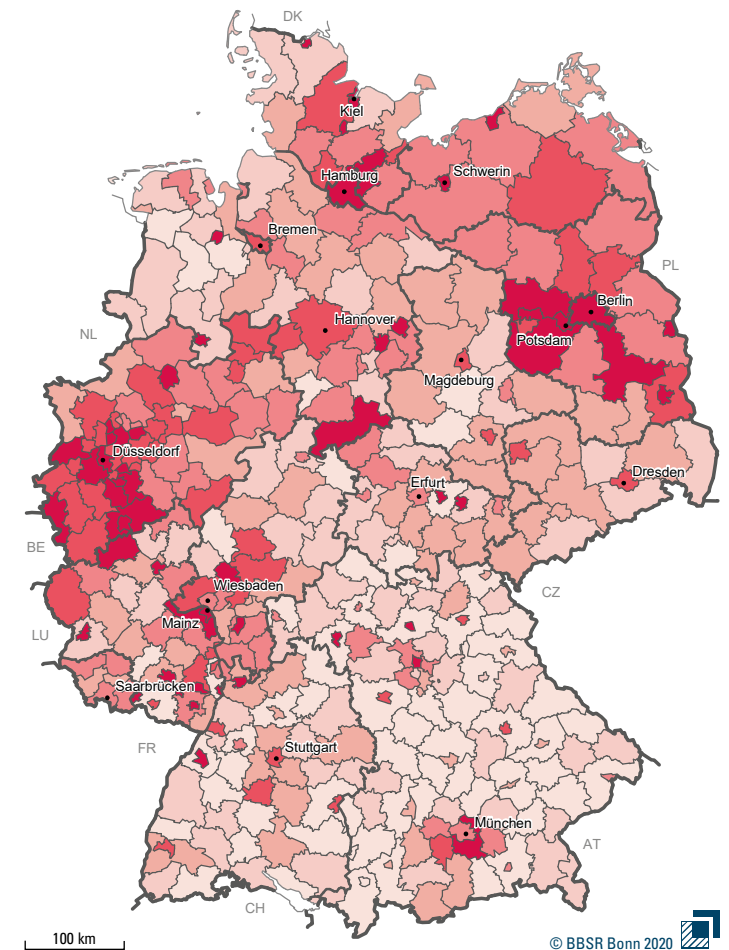 DK
Kiel
Hamburg
Schwerin
Bremen
PL
Berlin
Hannover
NL
Potsdam
Magdeburg
Düsseldorf
Dresden
Erfurt
BE
Wiesbaden
CZ
Mainz
LU
Saarbrücken
FR
Stuttgart
München
AT
CH
100 km
© BBSR Bonn 2020